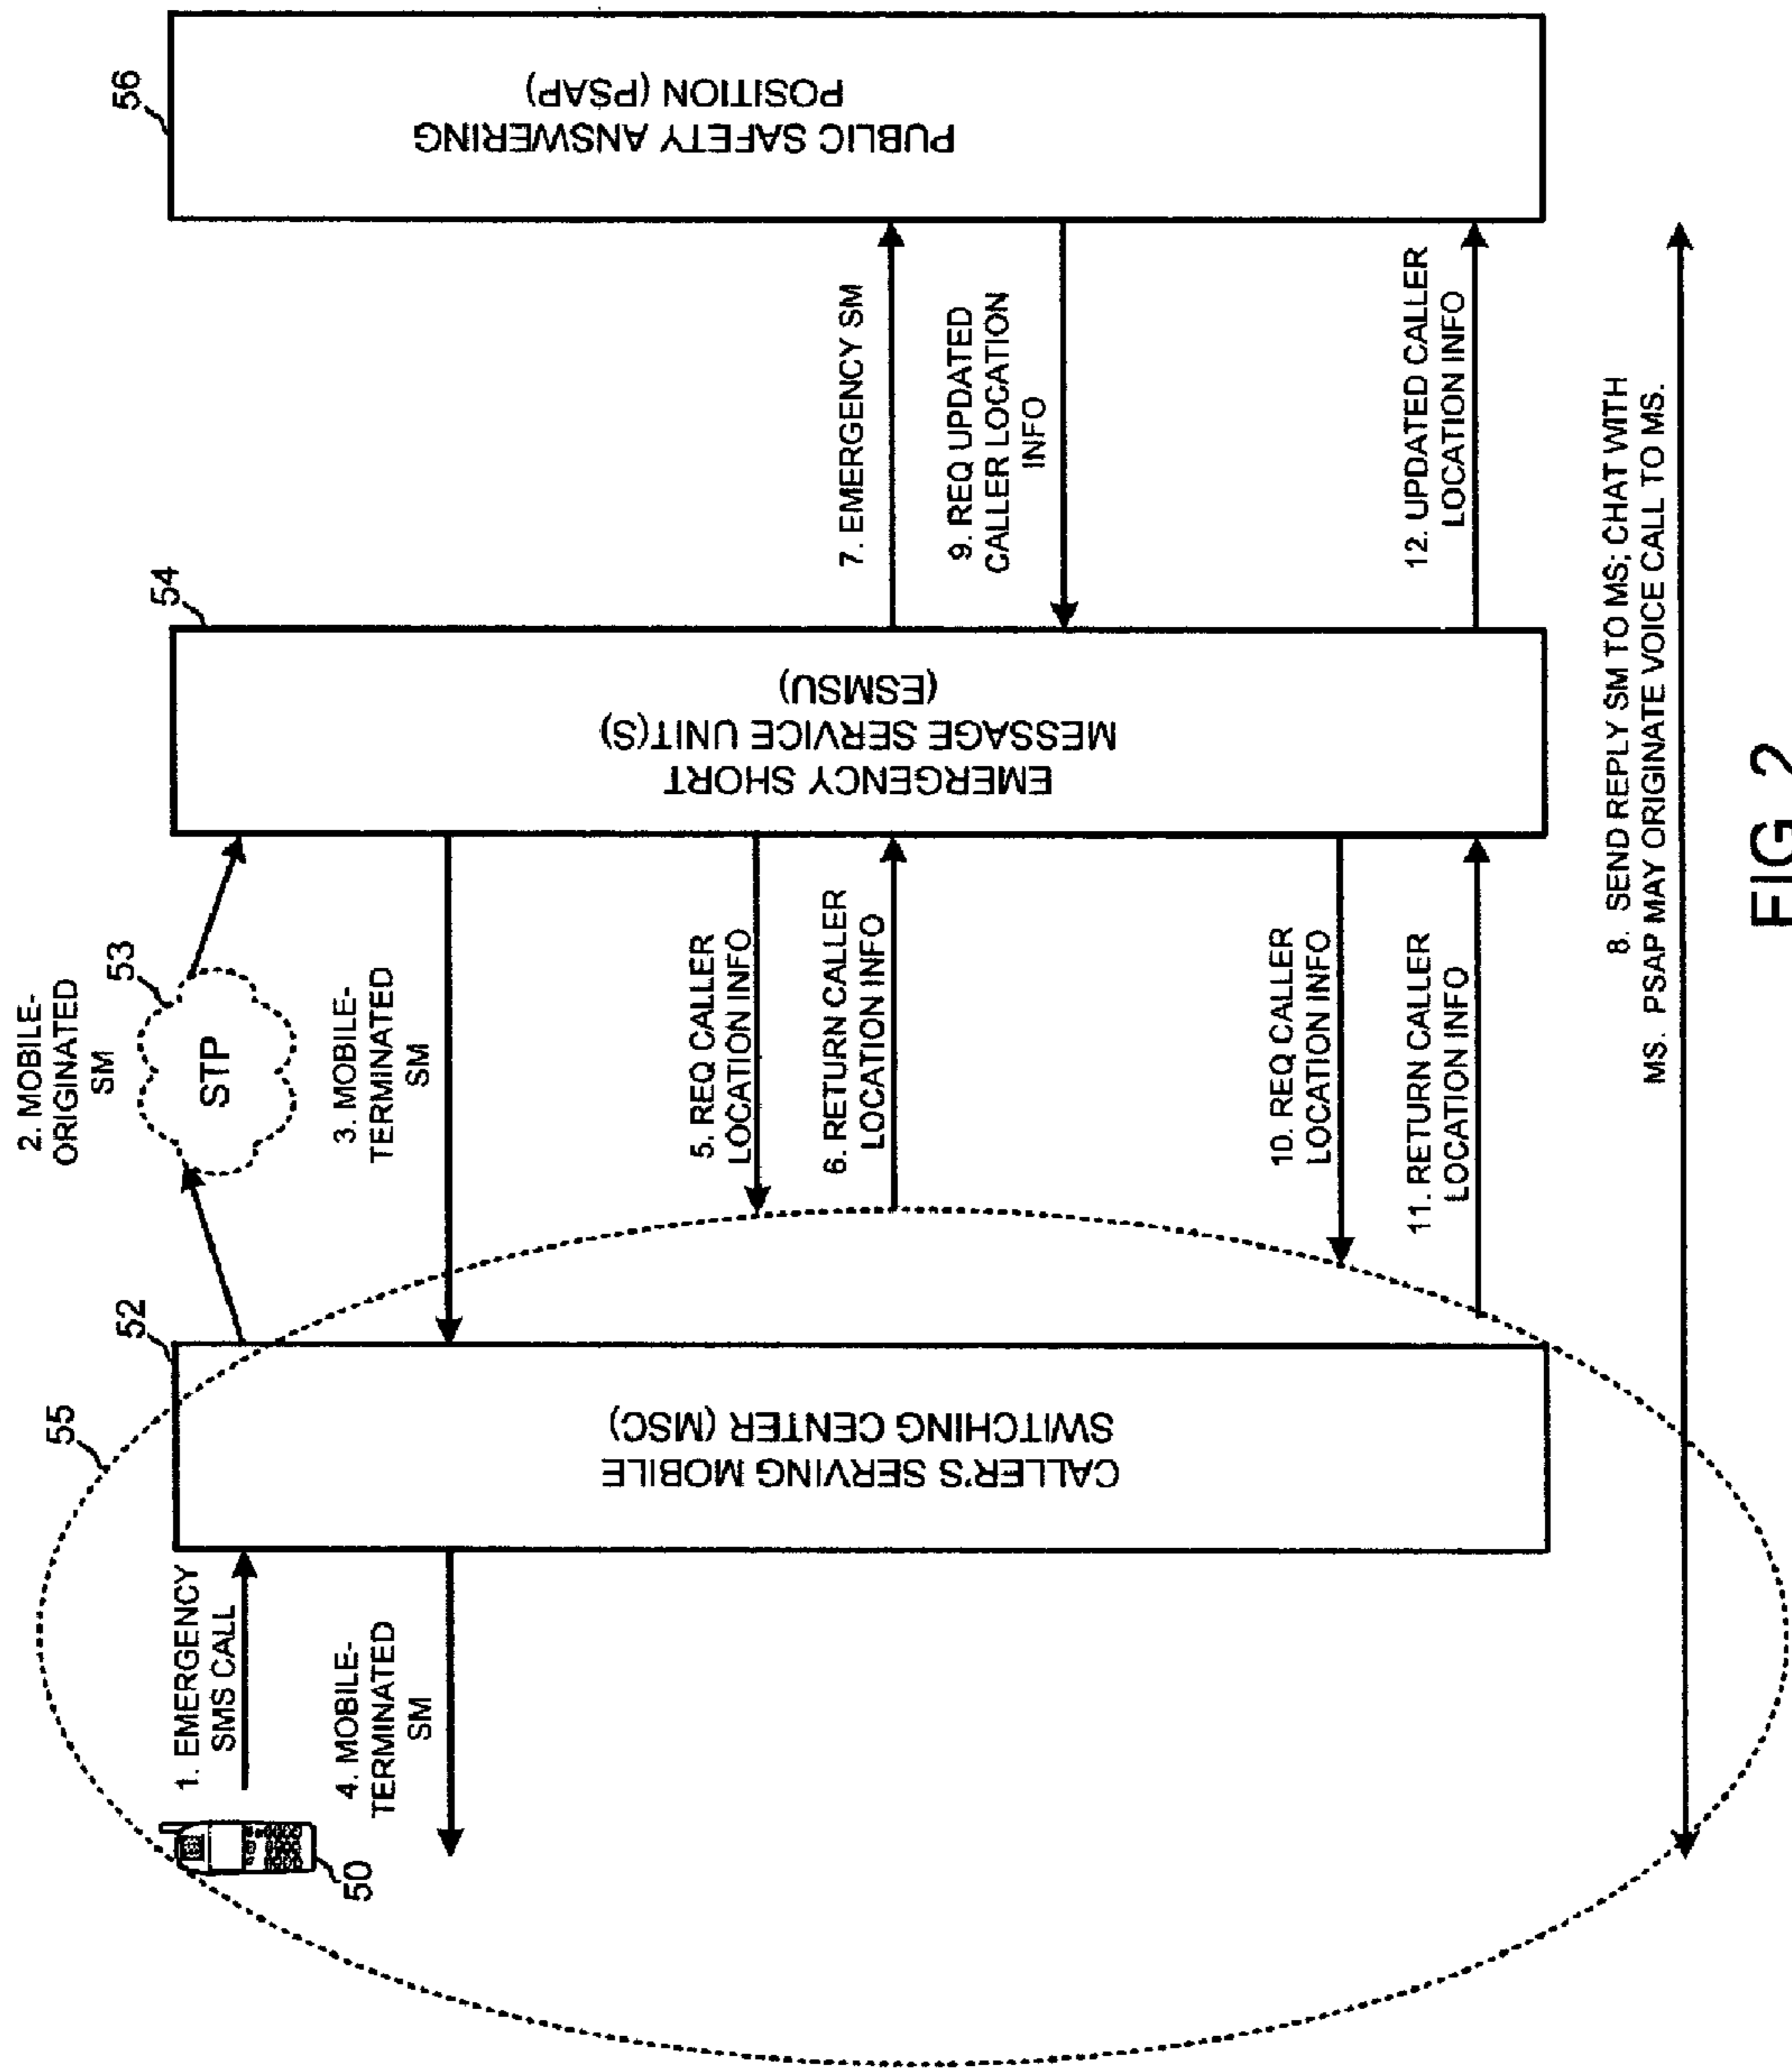 55
52
2. MOBILE-
ORIGINATED
SM
53
STP
54
56
50
1. EMERGENCY
SMS CALL
4. MOBILE-
TERMINATED
SM
CALLER'S SERVING MOBILE
SWITCHING CENTER (MSC)
3. MOBILE-
TERMINATED
SM
5. REQ CALLER
LOCATION INFO
6. RETURN CALLER
LOCATION INFO
10. REQ CALLER
LOCATION INFO
11. RETURN CALLER
LOCATION INFO
EMERGENCY SHORT
MESSAGE SERVICE UNIT(S)
(ESMSU)
7. EMERGENCY SM
9. REQ UPDATED
CALLER LOCATION
INFO
12. UPDATED CALLER
LOCATION INFO
PUBLIC SAFETY ANSWERING
POSITION (PSAP)
8. SEND REPLY SM TO MS; CHAT WITH
MS. PSAP MAY ORIGINATE VOICE CALL TO MS.
FIG 2